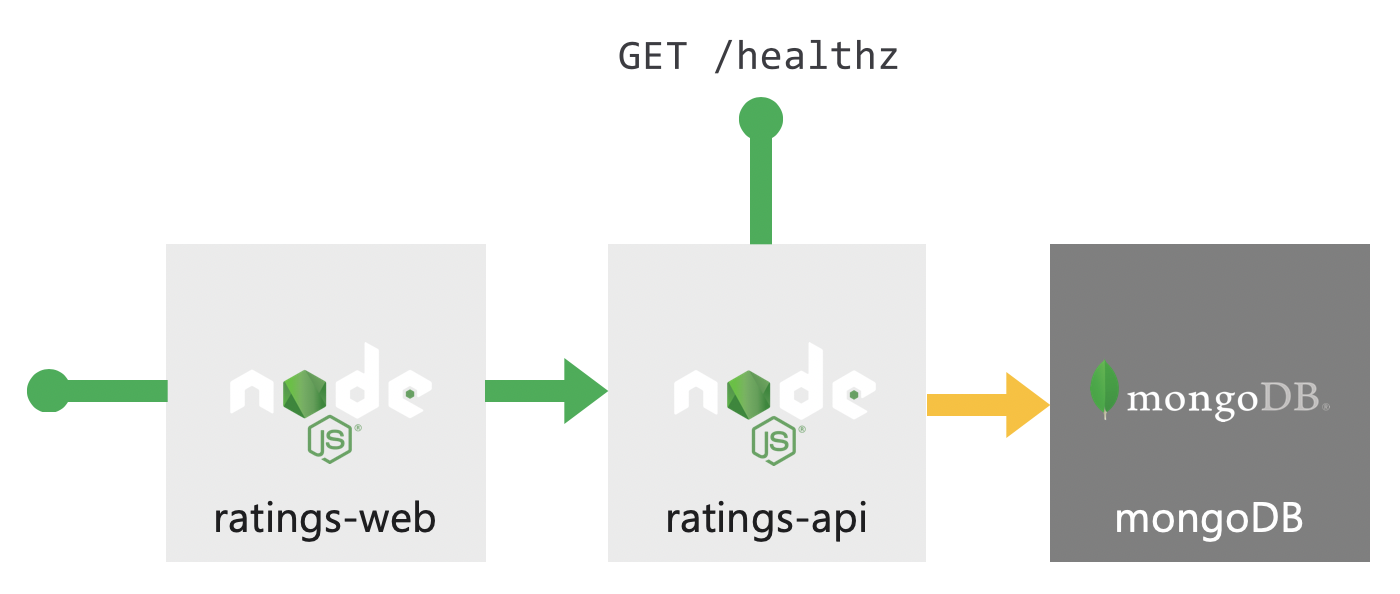 GET /healthz
node
JS®
ratings-web
node
JS®
ratings-api
mongoDB®
mongoDB